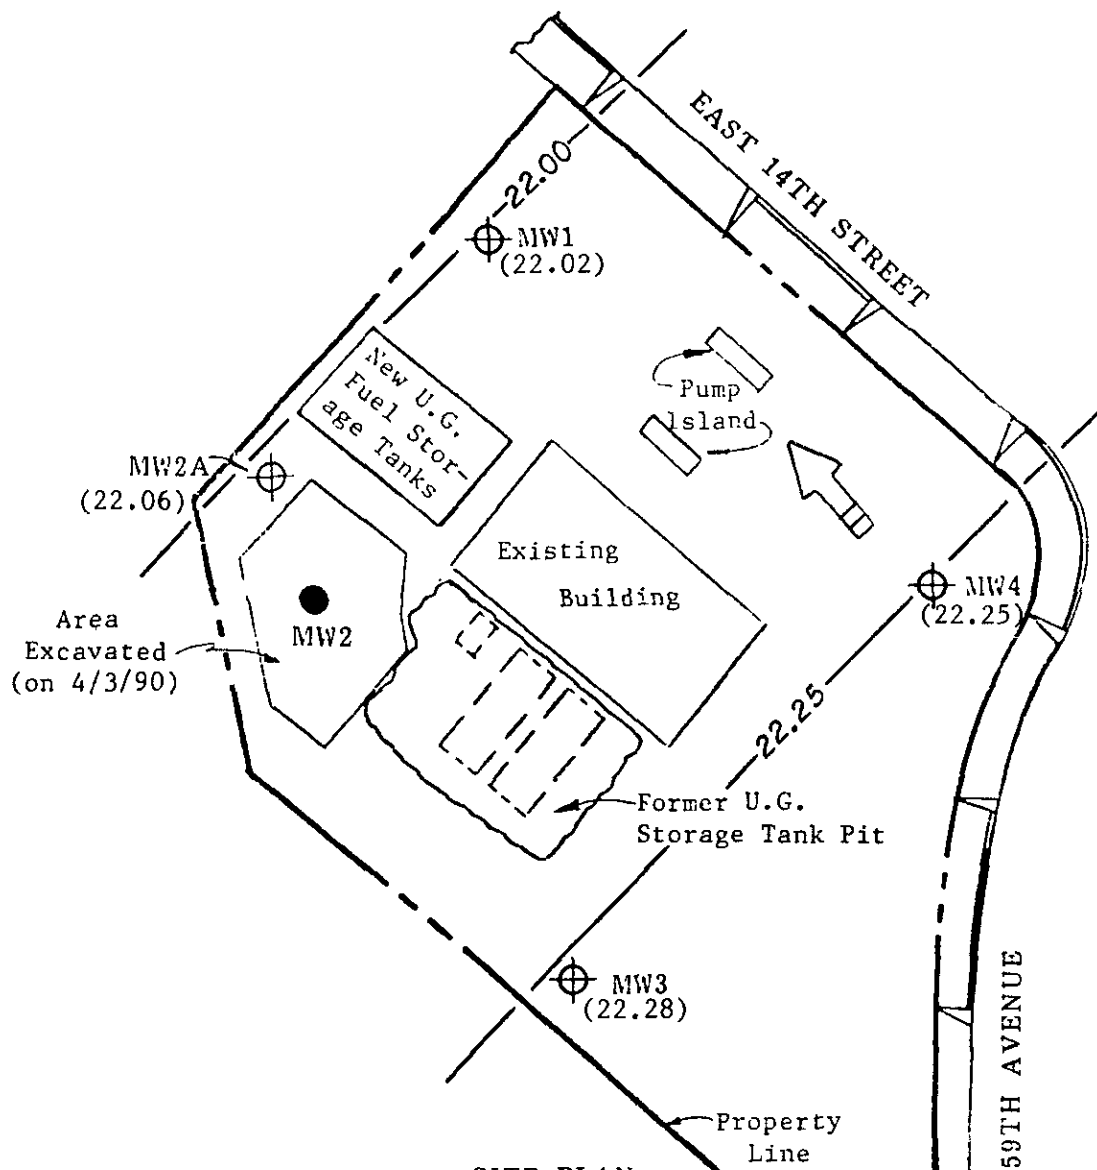 EAST 14TH STREET
22.00
MW1
(22.02)
New U.G.
Fuel Stor-
age Tanks
Pump
Island
MW2A
(22.06)
Existing
Building
MW4
(22.25)
Area
Excavated
(on 4/3/90)
MW2
22.25
Former U.G.
Storage Tank Pit
MW3
(22.28)
59TH AVENUE
Property
Line
SITE PLAN